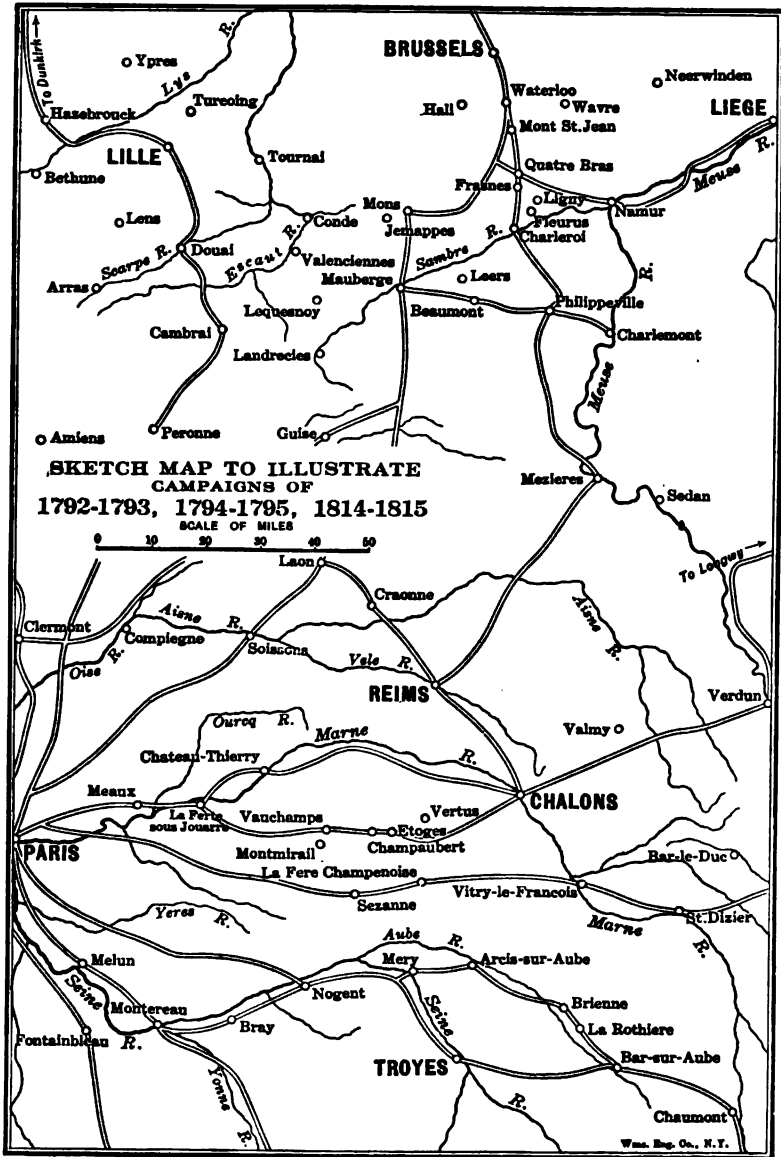 To Dunkirk
Ypres
Lys R.
BRUSSELS
Neerwinden
Tureoing
Hazebrouck
Hall
Waterloo
Wavre
LIEGE
Mont St. Jean
LILLE
Tournai
Quatre Bras
Meuse R.
Bethune
Frasnes
Ligny
Namur
Lens
Conde
Mons
Jemappes
Fleurus
Charleroi
Scarpe R.
Douai
Escaut R.
Valenciennes
Sambre R.
Arras
Mauberge
Leers
R.
Lequesnoy
Beaumont
Philippeville
Cambrai
Charlemont
Landrecies
Meuse
Amiens
Peronne
Guise
SKETCH MAP TO ILLUSTRATE
CAMPAIGNS OF
1792-1793, 1794-1795, 1814-1815
SCALE OF MILES
0 10 20 30 40 50
Mezieres
Sedan
Laon
To Longwy
Craonne
Clermont
Aisne R.
Aisne R.
Compiegne
Soissons
Oise R.
Vele R.
REIMS
Verdun
Ourcq R.
Marne R.
Valmy
Chateau-Thierry
Meaux
La Ferte
sous Jouarre
Vauchamps
Vertus
CHALONS
Etoges
PARIS
Montmirail
Champaubert
Bar-le-Duc
La Fere Champenoise
Vitry-le-Francois
Sezanne
St. Dizier
Yeres R.
Marne R.
Aube R.
Melun
Mery
Arcis-sur-Aube
Seine R.
Nogent
Montereau
Seine R.
Brienne
Bray
La Rothiere
Fontainbleau
TROYES
Bar-sur-Aube
Yonne R.
Chaumont
Wms. Eng. Co., N.Y.